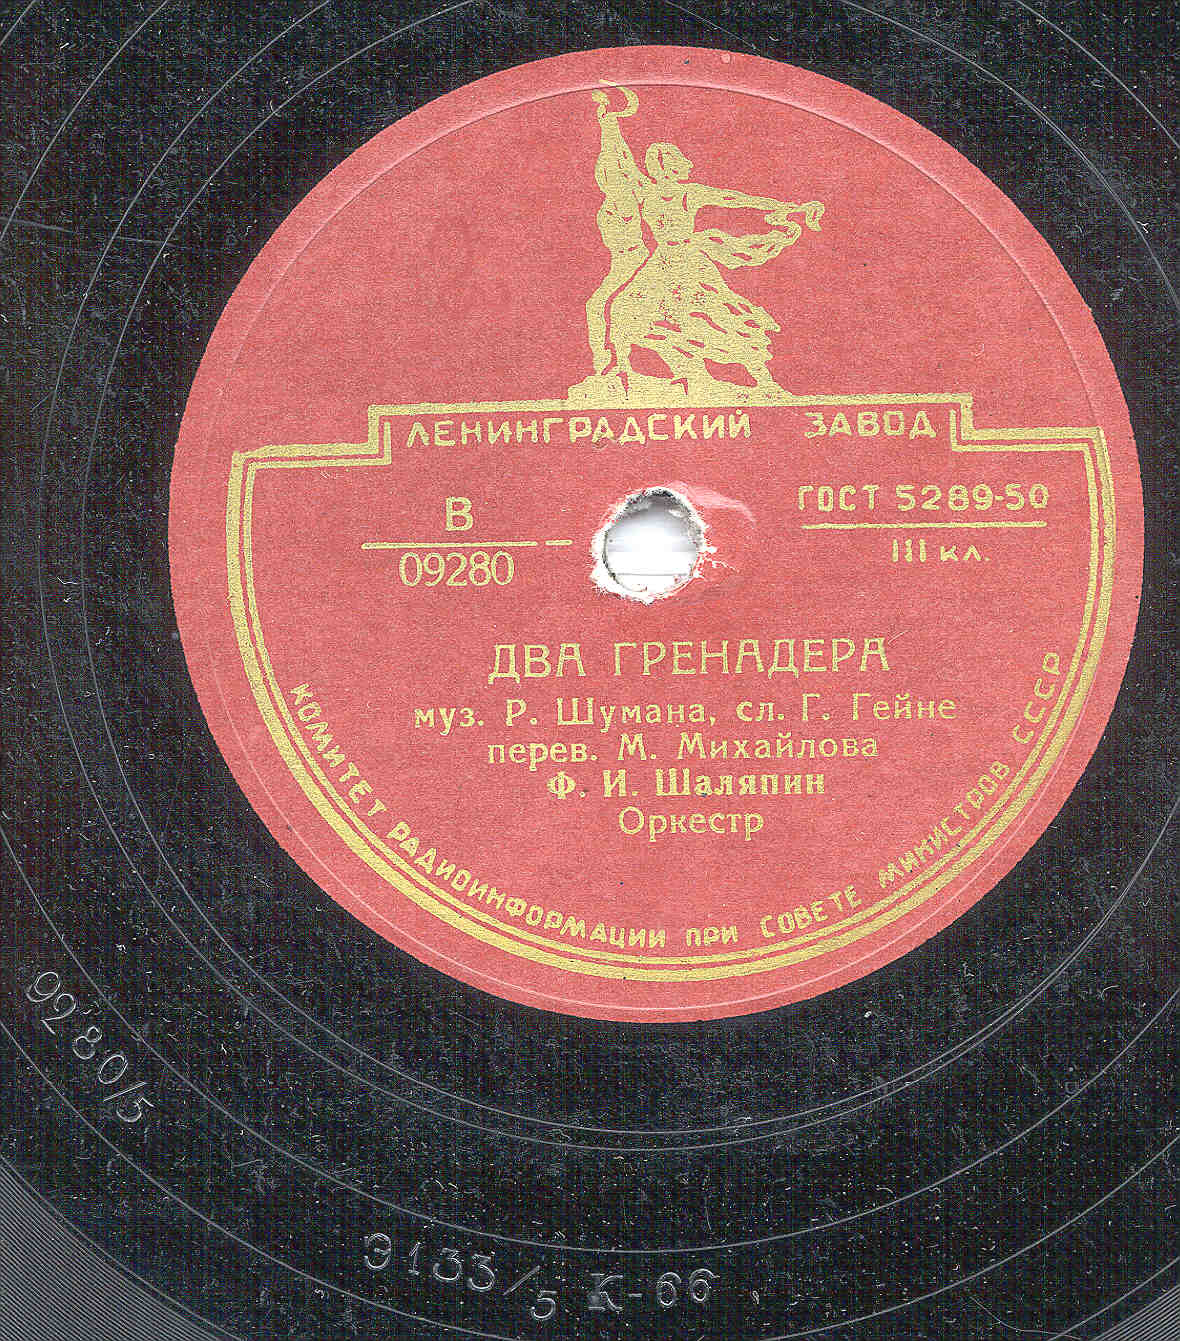 ЛЕНИНГРАДСКИЙ ЗАВОД
В
09280
ГОСТ 5289-50
III кл.
ДВА ГРЕНАДЕРА
муз. Р. Шумана, сл. Г. Гейне
перев. М. Михайлова
Ф. И. Шаляпин
Оркестр
КОМИТЕТ РАДИОИНФОРМАЦИИ ПРИ СОВЕТЕ МИНИСТРОВ СССР
9280/5
Э133/5 К-66